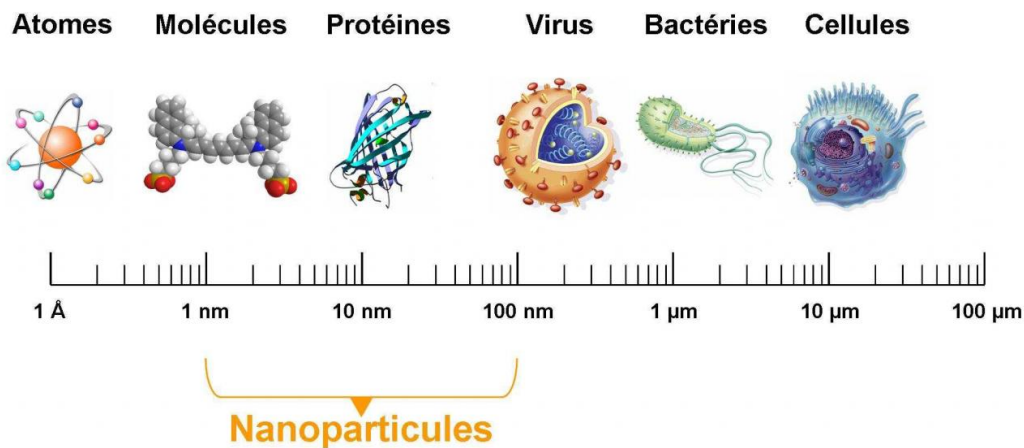 Atomes Molécules Protéines Virus Bactéries Cellules
1 Å 1 nm 10 nm 100 nm 1 µm 10 µm 100 µm
Nanoparticules